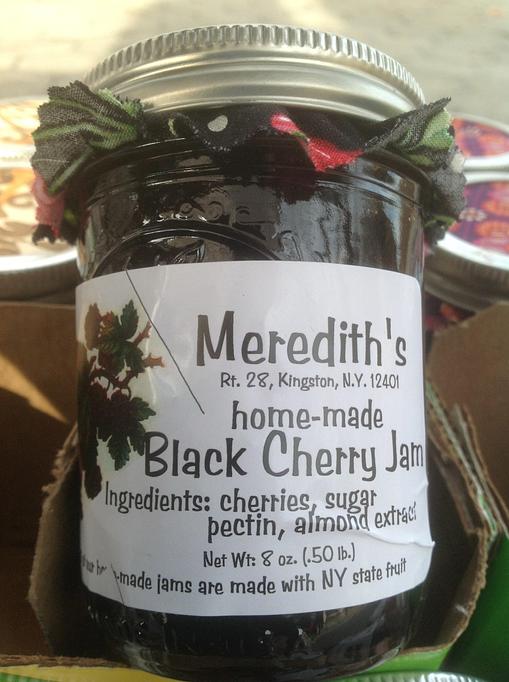 Meredith's
Rt. 28, Kingston, N.Y. 12401
home-made
Black Cherry Jam
Ingredients: cherries, sugar
pectin, almond extract
Net Wt: 8 oz. (.50 lb.)
-made jams are made with NY state fruit